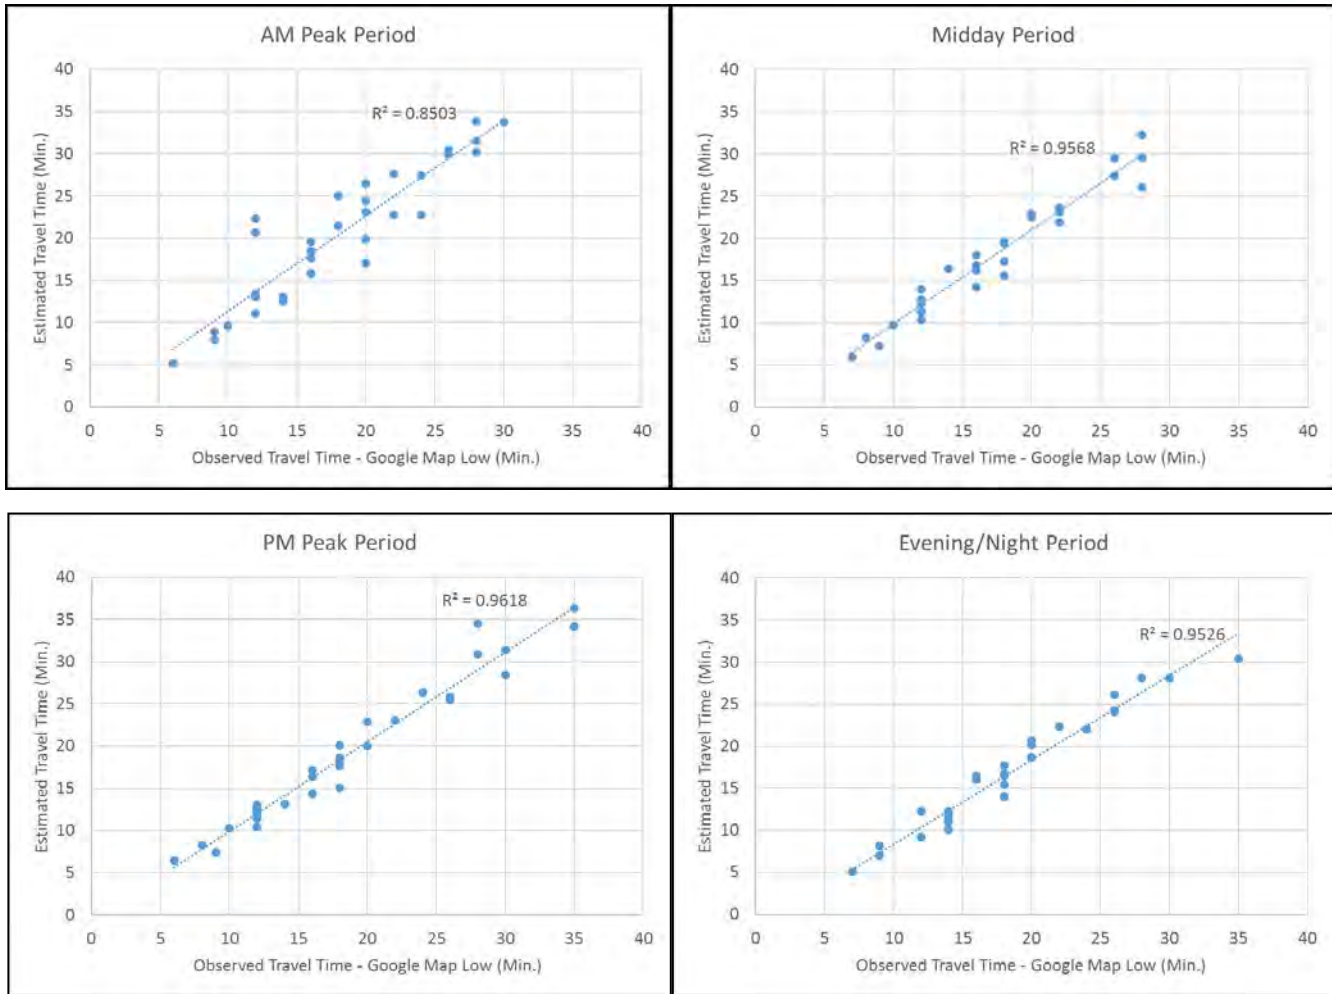 AM Peak Period
40
35
30
25
20
15
10
5
0
Estimated Travel Time (Min.)
R² = 0.8503
0 5 10 15 20 25 30 35 40
Observed Travel Time - Google Map Low (Min.)
Midday Period
40
35
30
25
20
15
10
5
0
Estimated Travel Time (Min.)
R² = 0.9568
0 5 10 15 20 25 30 35 40
Observed Travel Time - Google Map Low (Min.)
PM Peak Period
40
35
30
25
20
15
10
5
0
Estimated Travel Time (Min.)
R² = 0.9618
0 5 10 15 20 25 30 35 40
Observed Travel Time - Google Map Low (Min.)
Evening/Night Period
40
35
30
25
20
15
10
5
0
Estimated Travel Time (Min.)
R² = 0.9526
0 5 10 15 20 25 30 35 40
Observed Travel Time - Google Map Low (Min.)